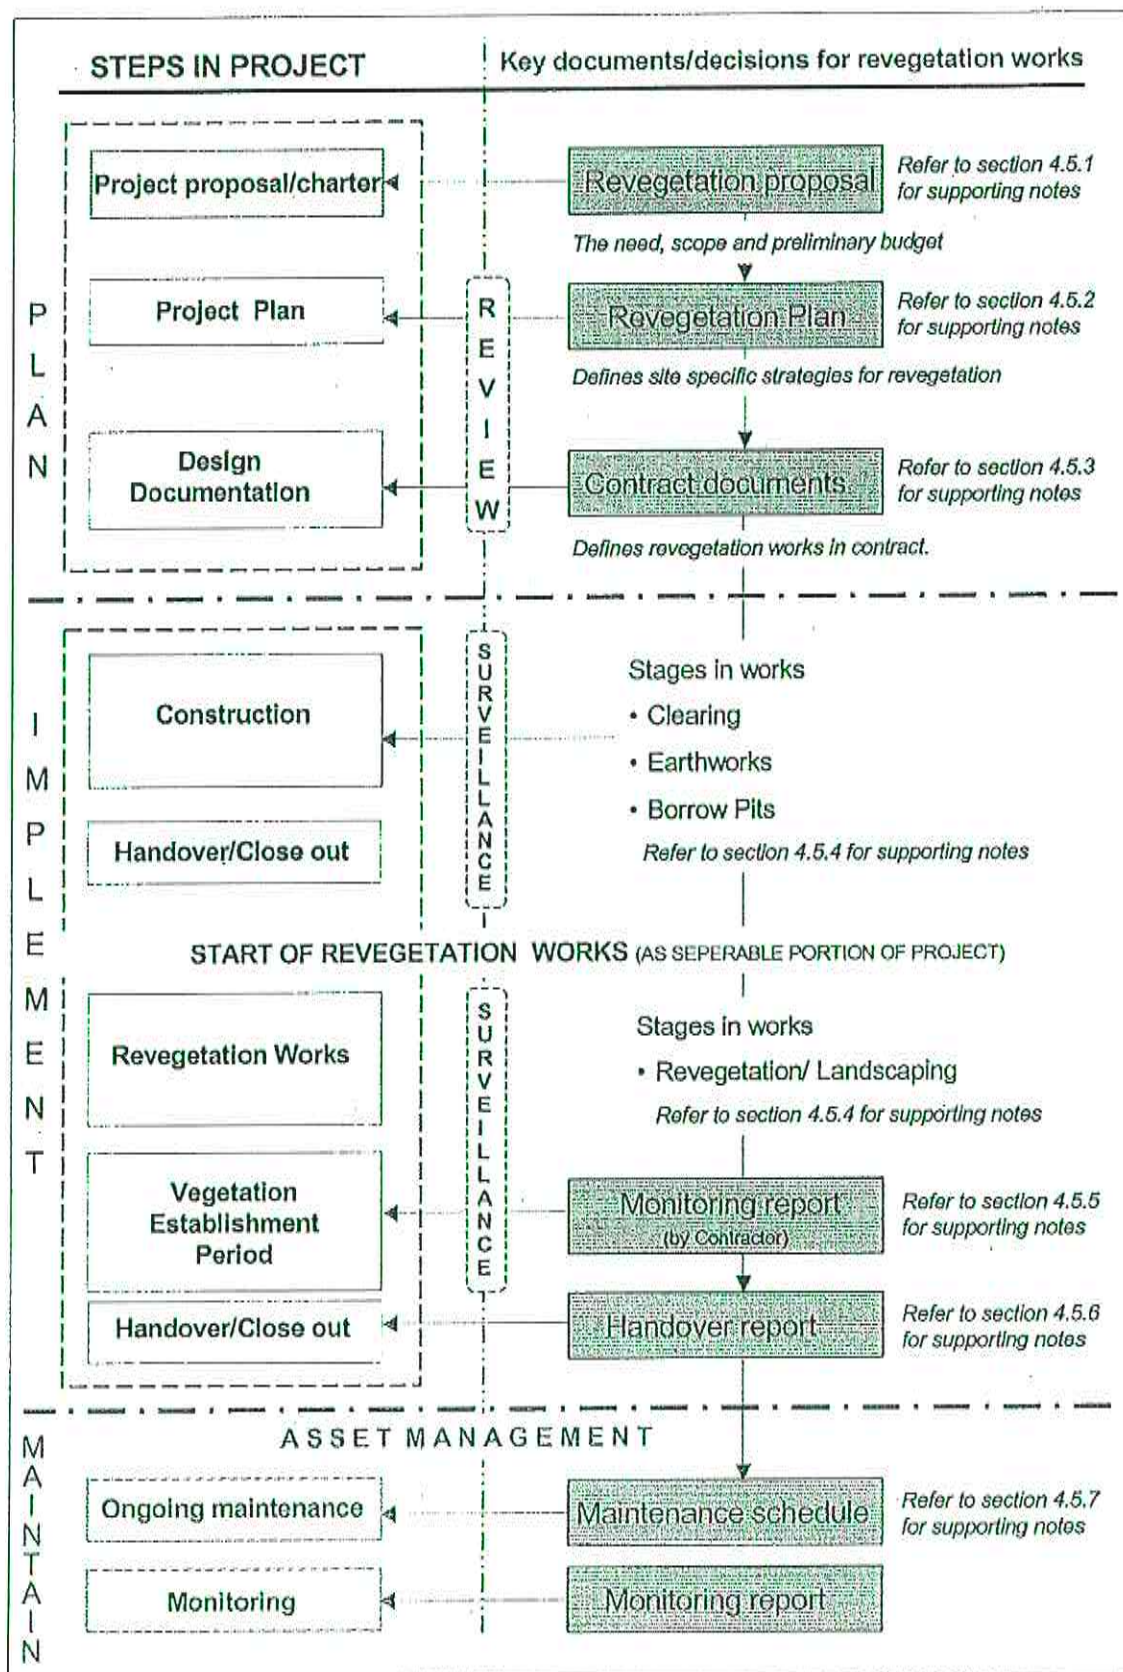 STEPS IN PROJECT
Key documents/decisions for revegetation works
PLAN
Project proposal/charter
Revegetation proposal
Refer to section 4.5.1
for supporting notes
The need, scope and preliminary budget
REVIEW
Project Plan
Revegetation Plan
Refer to section 4.5.2
for supporting notes
Defines site specific strategies for revegetation
Design
Documentation
Contract documents
Refer to section 4.5.3
for supporting notes
Defines revegetation works in contract.
IMPLEMENT
SURVEILLANCE
Construction
Stages in works
• Clearing
• Earthworks
• Borrow Pits
Refer to section 4.5.4 for supporting notes
Handover/Close out
START OF REVEGETATION WORKS (AS SEPERABLE PORTION OF PROJECT)
SURVEILLANCE
Revegetation Works
Stages in works
• Revegetation/ Landscaping
Refer to section 4.5.4 for supporting notes
Vegetation
Establishment
Period
Monitoring report
(by Contractor)
Refer to section 4.5.5
for supporting notes
Handover/Close out
Handover report
Refer to section 4.5.6
for supporting notes
MAINTAIN
ASSET MANAGEMENT
Ongoing maintenance
Maintenance schedule
Refer to section 4.5.7
for supporting notes
Monitoring
Monitoring report